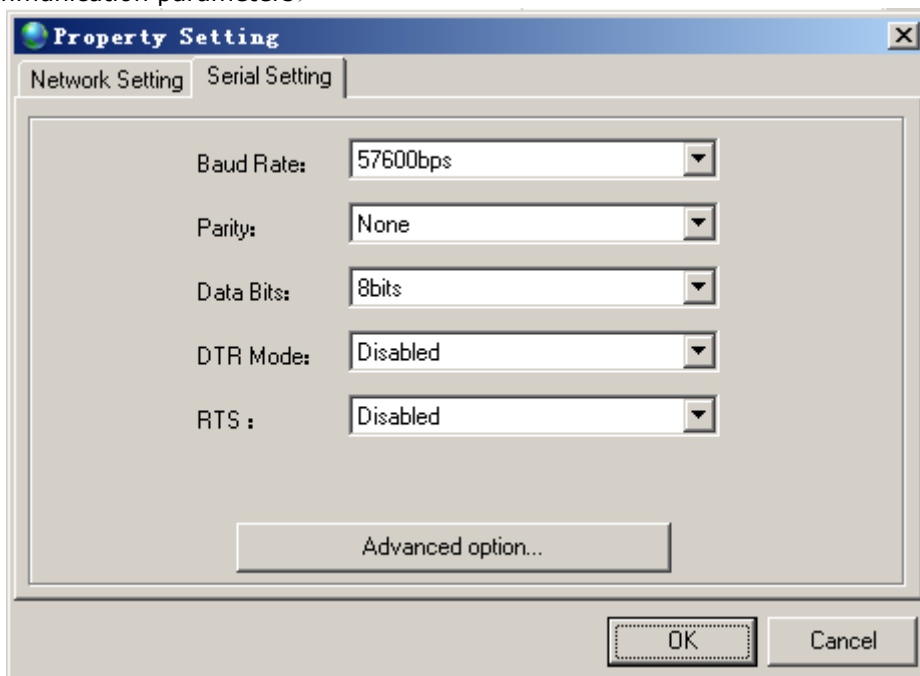 Property Setting
Network Setting Serial Setting
Baud Rate: 57600bps
Parity: None
Data Bits: 8bits
DTR Mode: Disabled
RTS : Disabled
Advanced option...
OK Cancel